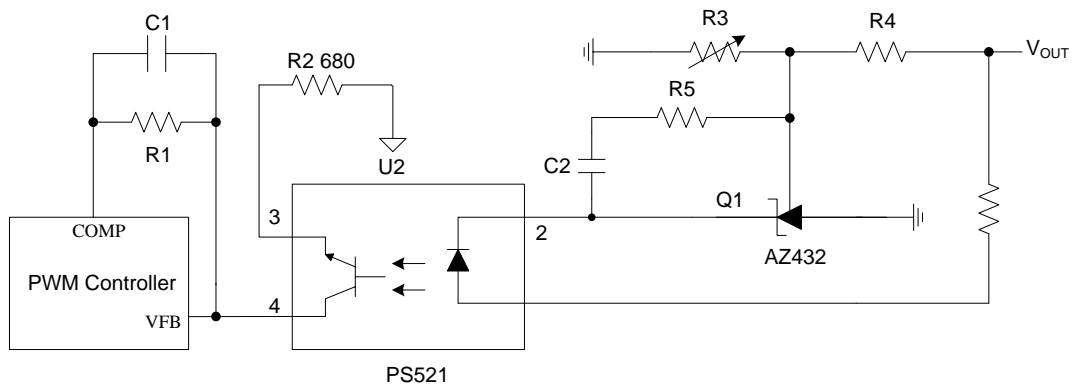 C1
R3
R4
V_OUT
R2 680
R5
R1
U2
C2
3
Q1
2
COMP
AZ432
PWM Controller
4
VFB
PS521